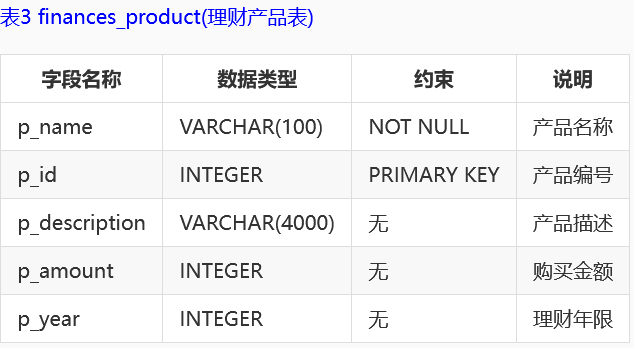 表3 finances_product(理财产品表)
字段名称 数据类型 约束 说明
p_name VARCHAR(100) NOT NULL 产品名称
p_id INTEGER PRIMARY KEY 产品编号
p_description VARCHAR(4000) 无 产品描述
p_amount INTEGER 无 购买金额
p_year INTEGER 无 理财年限